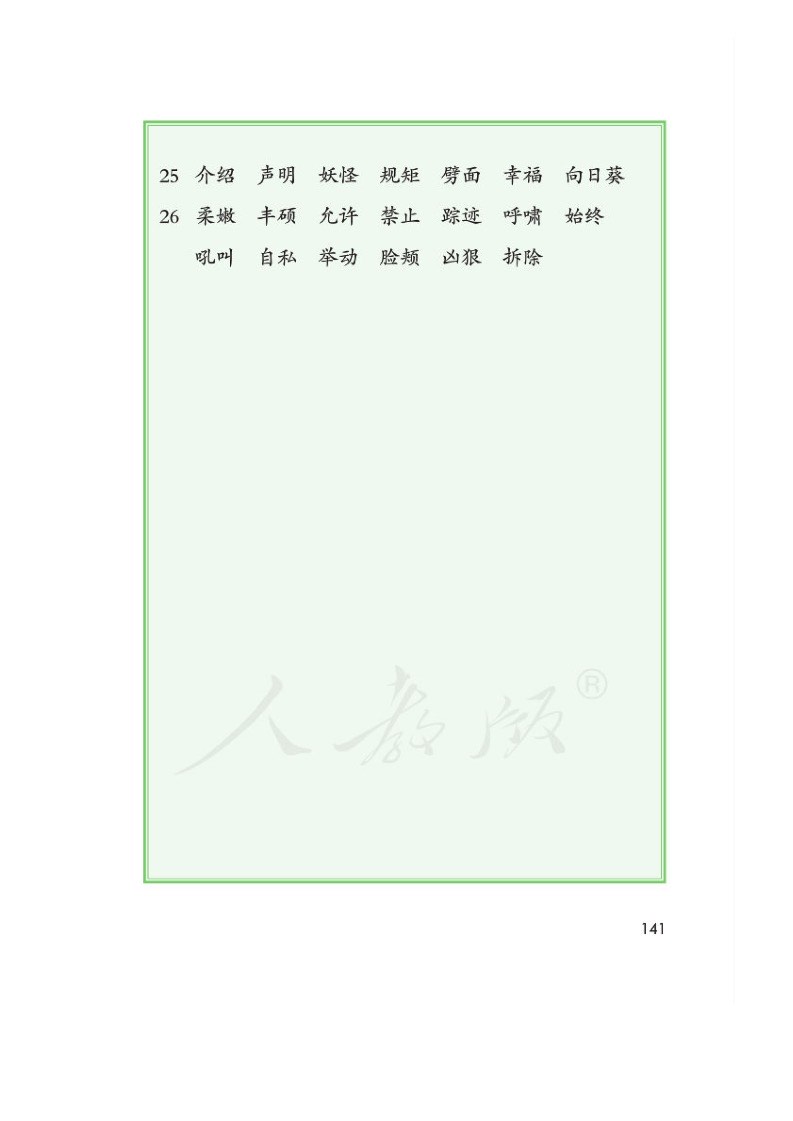 25 介绍 声明 妖怪 规矩 劈面 幸福 向日葵
26 柔嫩 丰硕 允许 禁止 踪迹 呼啸 始终
吼叫 自私 举动 脸颊 凶狠 拆除
人教版®
141